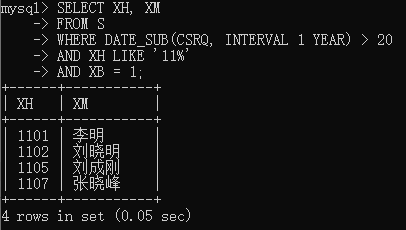 mysql> SELECT XH, XM
    -> FROM S
    -> WHERE DATE_SUB(CSRQ, INTERVAL 1 YEAR) > 20
    -> AND XH LIKE '11%'
    -> AND XB = 1;
+------+-----------+
| XH   | XM        |
+------+-----------+
| 1101 | 李明      |
| 1102 | 刘晓明    |
| 1105 | 刘成刚    |
| 1107 | 张晓峰    |
+------+-----------+
4 rows in set (0.05 sec)